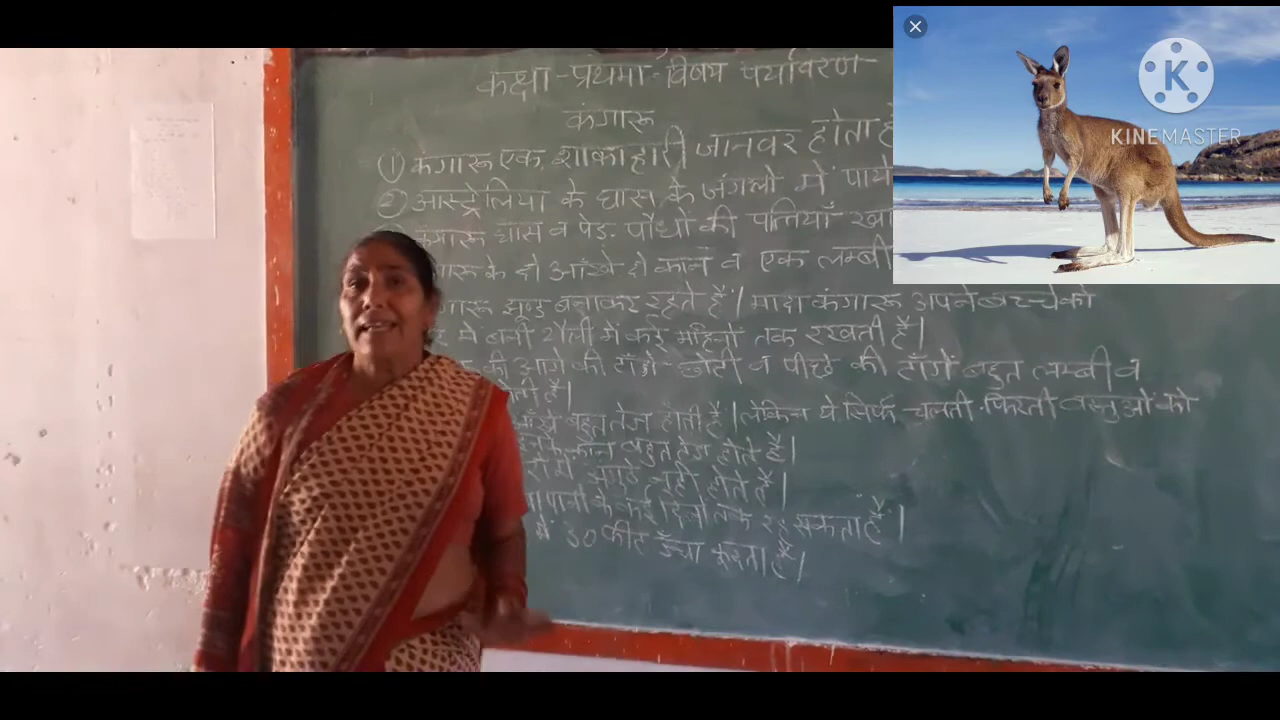 कक्षा - प्रथमा - विषय पर्यावरण
कंगारू
① कंगारू एक शाकाहारी जानवर होता है
② आस्ट्रेलिया के घास के जंगलो में पाये
कंगारू घास व पेड़ पौधों की पत्तियाँ खा
गारू के दो आँखे दो कान व एक लम्बी
गारू झुन्ड बनाकर रहते हैं। मादा कंगारू अपने बच्चे को
में बनी थैली में कई महिनो तक रखती हैं।
की आगे की टाँगे छोटी व पीछे की टाँगें बहुत लम्बी व
होती हैं।
आँखे बहुत तेज होती हैं। लेकिन ये सिर्फ चलती फिरती वस्तुओं को
इनके कान बहुत तेज होते हैं।
में अगूंठे नहीं होते हैं।
पानी के कई दिनों तक रह सकता हैं।
में 30 फीट ऊँचा कूदता हैं।
K
KINEMASTER